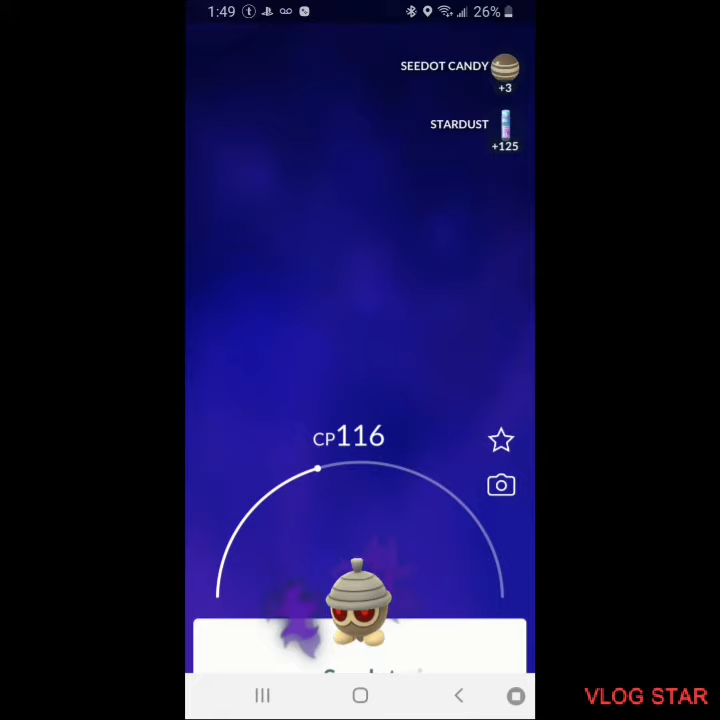 1:49
26%
SEEDOT CANDY
+3
STARDUST
+125
CP116
VLOG STAR